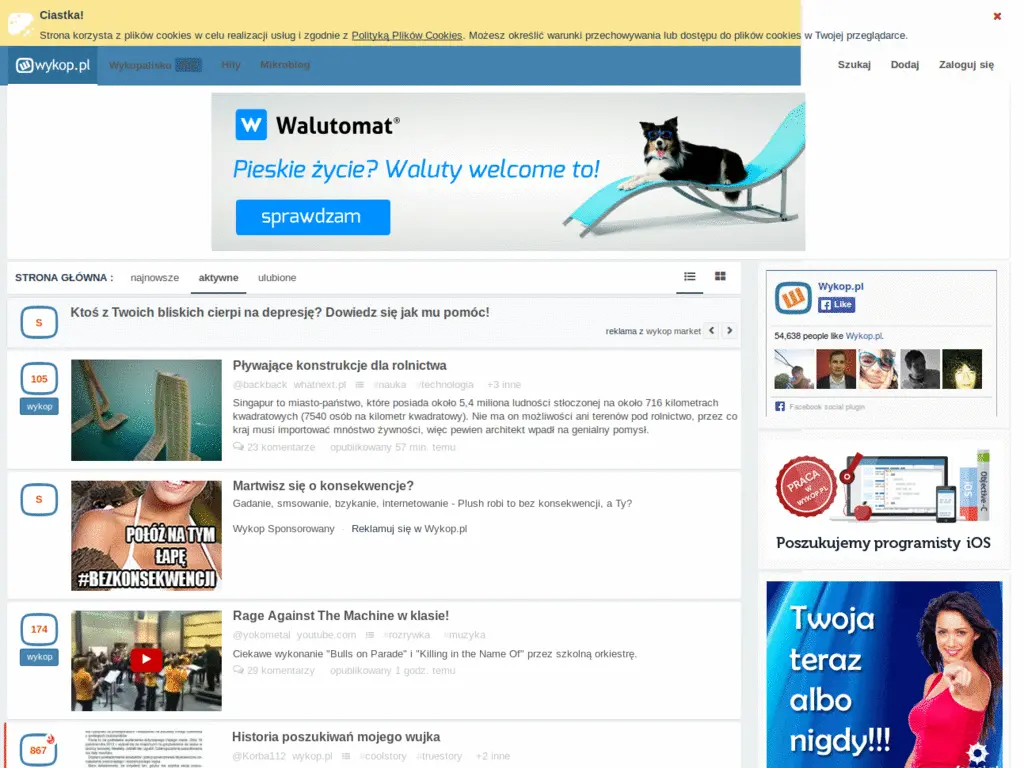 Ciastka!
Strona korzysta z plików cookies w celu realizacji usług i zgodnie z Polityką Plików Cookies. Możesz określić warunki przechowywania lub dostępu do plików cookies w Twojej przeglądarce.
wykop.pl Wykopalisko Hity Mikroblog Szukaj Dodaj Zaloguj się
W Walutomat®
Pieskie życie? Waluty welcome to!
sprawdzam
STRONA GŁÓWNA : najnowsze aktywne ulubione
S Ktoś z Twoich bliskich cierpi na depresję? Dowiedz się jak mu pomóc!
reklama z wykop market
105 wykop
Pływające konstrukcje dla rolnictwa
@backback whatnext.pl #nauka #technologia +3 inne
Singapur to miasto-państwo, które posiada około 5,4 miliona ludności stłoczonej na około 716 kilometrach
kwadratowych (7540 osób na kilometr kwadratowy). Nie ma on możliwości ani terenów pod rolnictwo, przez co
kraj musi importować mnóstwo żywności, więc pewien architekt wpadł na genialny pomysł.
23 komentarze opublikowany 57 min. temu
S
Martwisz się o konsekwencje?
Gadanie, smsowanie, bzykanie, internetowanie - Plush robi to bez konsekwencji, a Ty?
Wykop Sponsorowany · Reklamuj się w Wykop.pl
POŁÓŻ NA TYM
ŁAPĘ
#BEZKONSEKWENCJI
174 wykop
Rage Against The Machine w klasie!
@yokometal youtube.com #rozrywka #muzyka
Ciekawe wykonanie "Bulls on Parade" i "Killing in the Name Of" przez szkolną orkiestrę.
29 komentarzy opublikowany 1 godz. temu
867
Historia poszukiwań mojego wujka
@Korba112 wykop.pl #coolstory #truestory +2 inne
Wykop.pl
Like
54,638 people like Wykop.pl.
Facebook social plugin
PRACA
W
WYKOP.PL
iOS
Objective-C
Poszukujemy programisty iOS
Twoja
teraz
albo
nigdy!!!